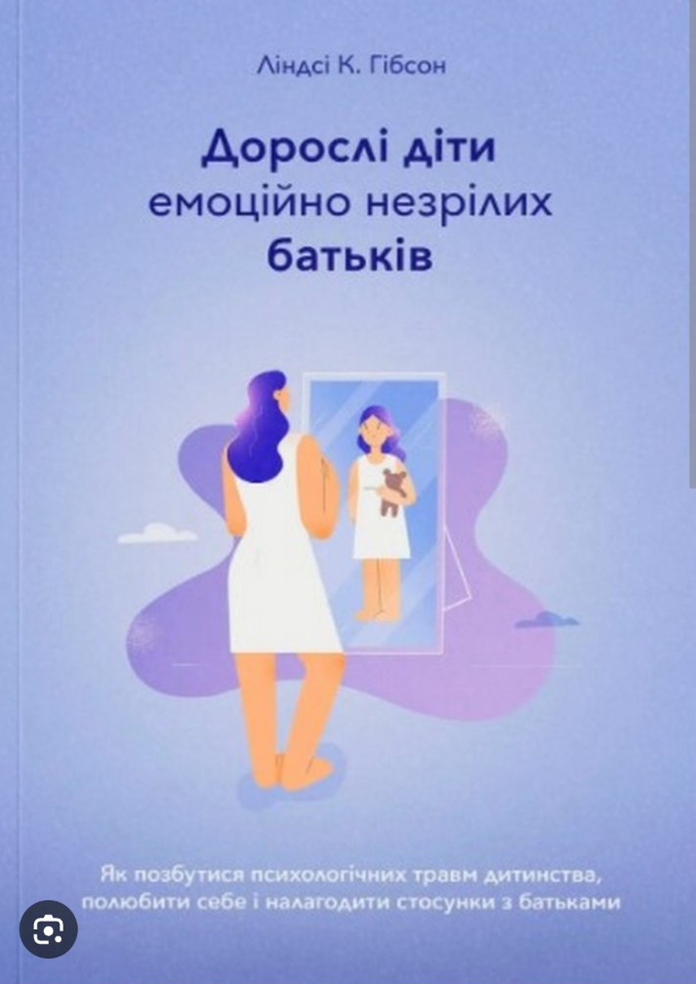 Ліндсі К. Гібсон
Дорослі діти
емоційно незрілих
батьків
Як позбутися психологічних травм дитинства,
полюбити себе і налагодити стосунки з батьками